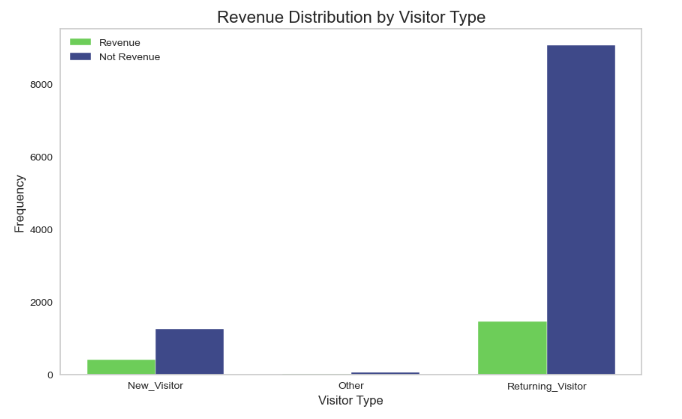 Revenue Distribution by Visitor Type
Revenue
Not Revenue
Frequency
8000
6000
4000
2000
0
New_Visitor
Other
Returning_Visitor
Visitor Type